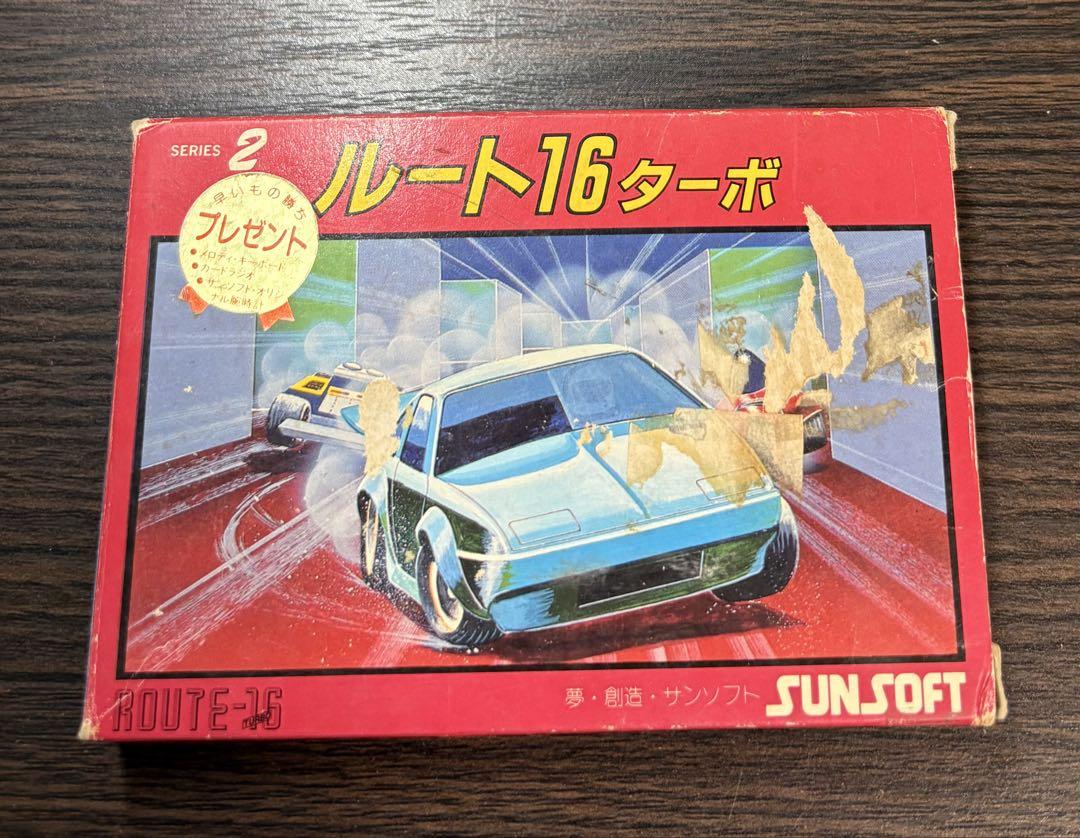 SERIES 2
ルート16ターボ
早いもの勝ち
プレゼント
・メロディ・キーボード
・カードラジオ
・サンソフト・オリジ
ナル腕時計
ROUTE-16
TURBO
夢・創造・サンソフト SUNSOFT